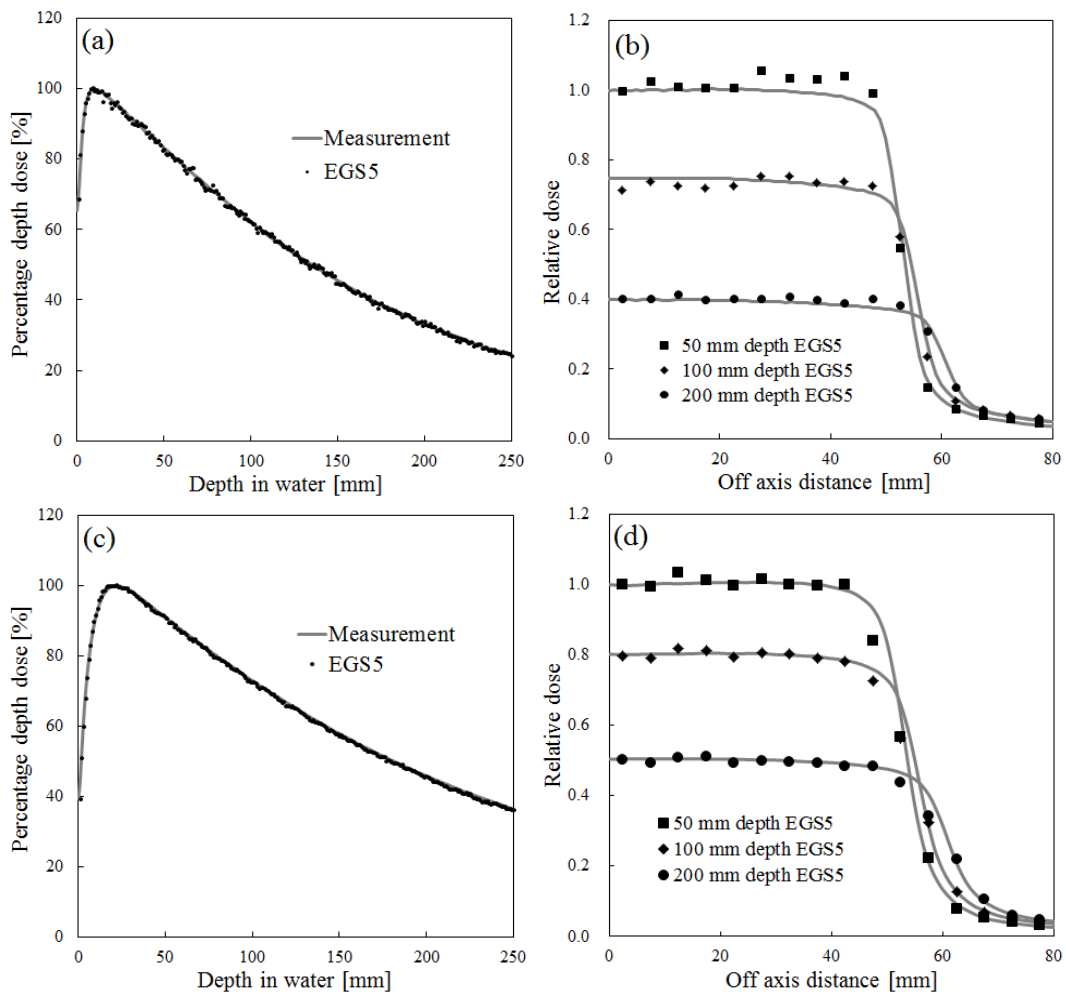 (a)
Percentage depth dose [%]
120
100
80
60
40
20
0
Measurement
EGS5
0 50 100 150 200 250
Depth in water [mm]
(b)
Relative dose
1.2
1.0
0.8
0.6
0.4
0.2
0.0
50 mm depth EGS5
100 mm depth EGS5
200 mm depth EGS5
0 20 40 60 80
Off axis distance [mm]
(c)
Percentage depth dose [%]
120
100
80
60
40
20
0
Measurement
EGS5
0 50 100 150 200 250
Depth in water [mm]
(d)
Relative dose
1.2
1.0
0.8
0.6
0.4
0.2
0.0
50 mm depth EGS5
100 mm depth EGS5
200 mm depth EGS5
0 20 40 60 80
Off axis distance [mm]